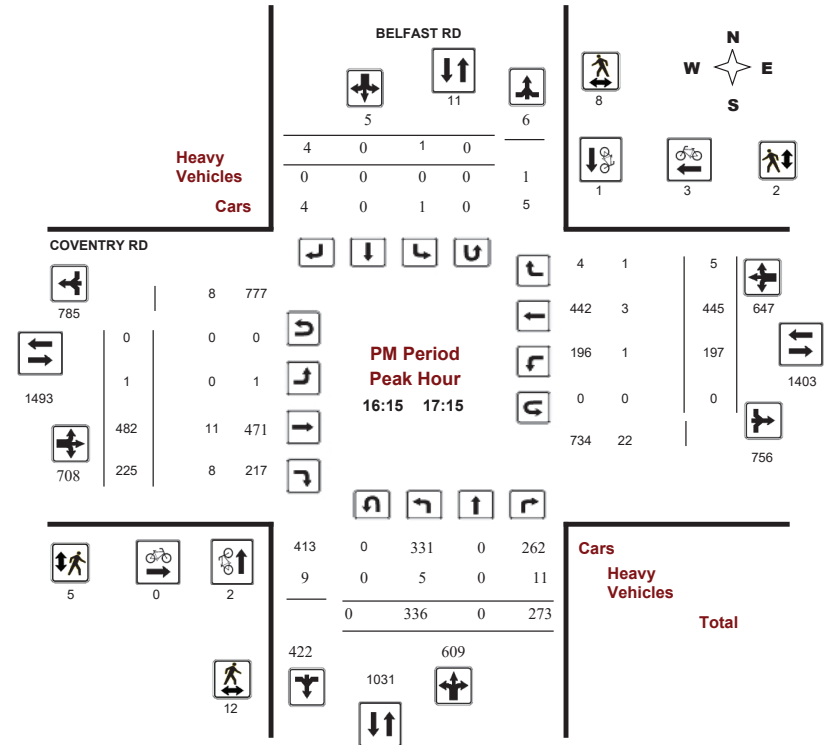 BELFAST RD
N
W E
S
5
11
6
8
1
3
2
Heavy
Vehicles
Cars
4 0 1 0
0 0 0 0 1
4 0 1 0 5
COVENTRY RD
785
8 777
1493
0 0 0
1 0 1
482 11 471
225 8 217
708
PM Period
Peak Hour
16:15 17:15
4 1 5
442 3 445 647
196 1 197
0 0 0
1403
734 22
756
5
0
2
12
413 0 331 0 262 Cars
9 0 5 0 11 Heavy
Vehicles
0 336 0 273 Total
422
609
1031